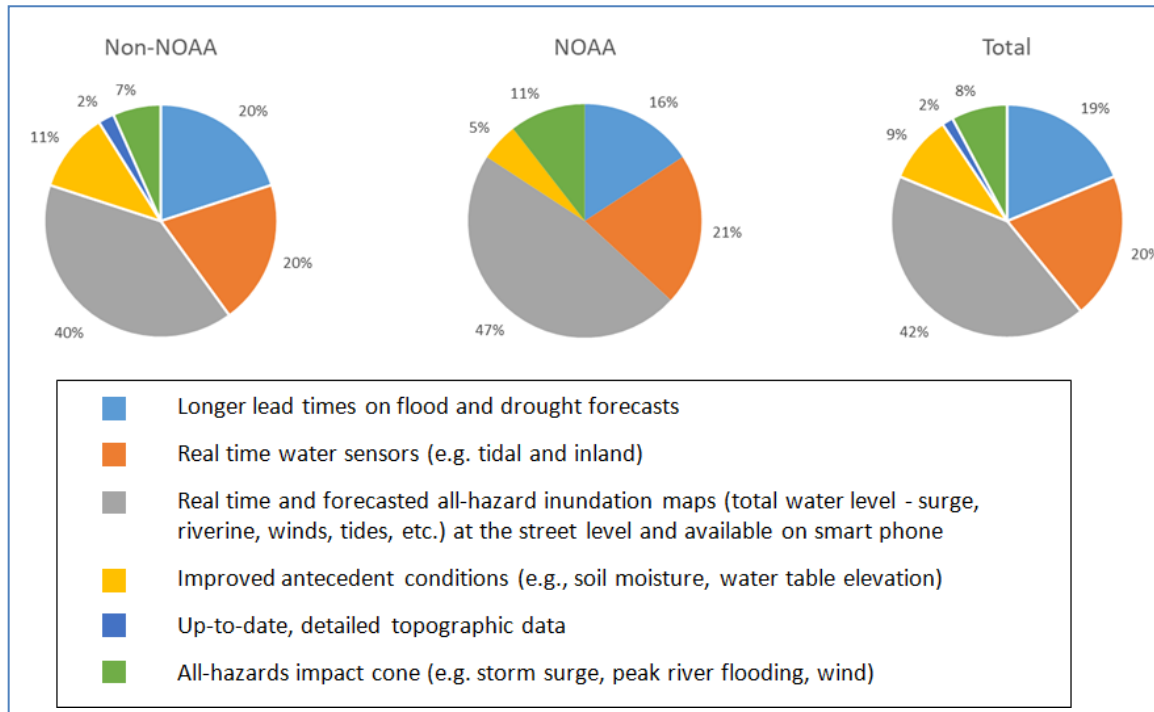 Non-NOAA
NOAA
Total
2%
7%
20%
11%
20%
40%
11%
16%
5%
21%
47%
2%
8%
19%
9%
20%
42%
Longer lead times on flood and drought forecasts
Real time water sensors (e.g. tidal and inland)
Real time and forecasted all-hazard inundation maps (total water level - surge,
riverine, winds, tides, etc.) at the street level and available on smart phone
Improved antecedent conditions (e.g., soil moisture, water table elevation)
Up-to-date, detailed topographic data
All-hazards impact cone (e.g. storm surge, peak river flooding, wind)